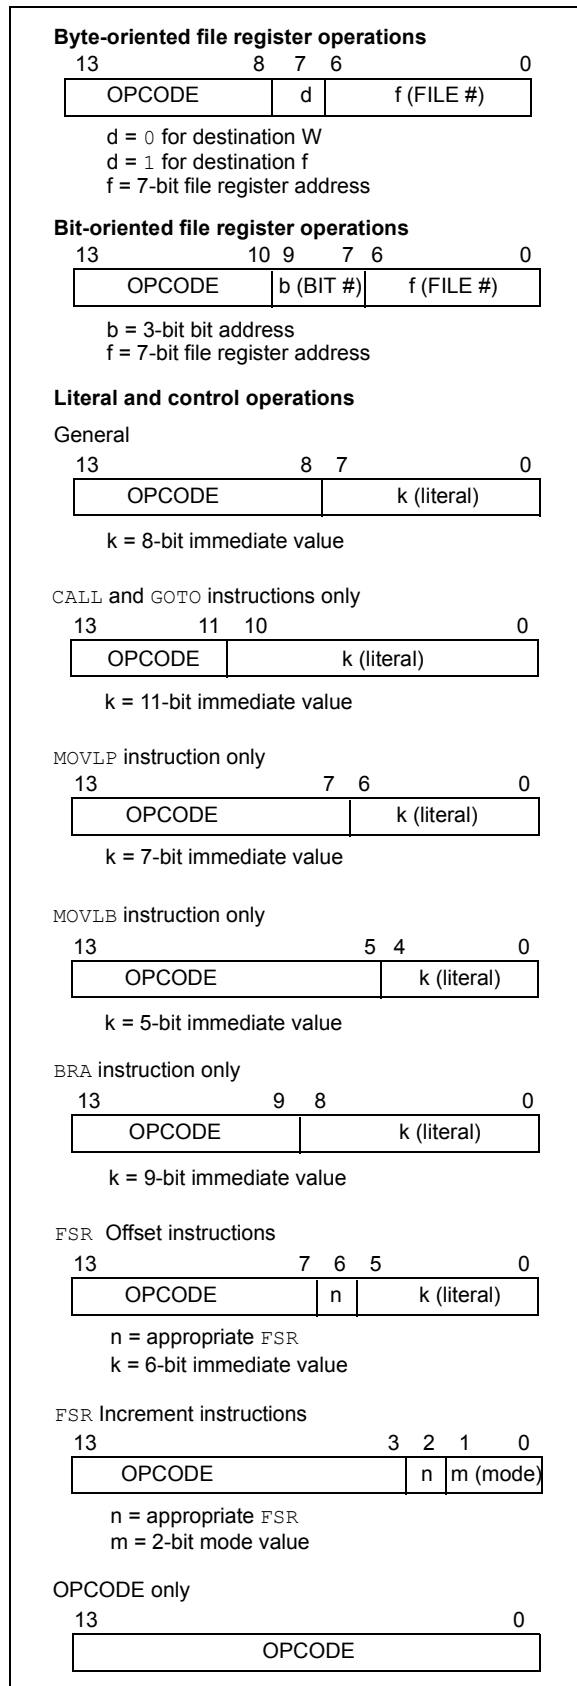 Byte-oriented file register operations
13 8 7 6 0
OPCODE d f (FILE #)
d = 0 for destination W
d = 1 for destination f
f = 7-bit file register address
Bit-oriented file register operations
13 10 9 7 6 0
OPCODE b (BIT #) f (FILE #)
b = 3-bit bit address
f = 7-bit file register address
Literal and control operations
General
13 8 7 0
OPCODE k (literal)
k = 8-bit immediate value
CALL and GOTO instructions only
13 11 10 0
OPCODE k (literal)
k = 11-bit immediate value
MOVLP instruction only
13 7 6 0
OPCODE k (literal)
k = 7-bit immediate value
MOVLB instruction only
13 5 4 0
OPCODE k (literal)
k = 5-bit immediate value
BRA instruction only
13 9 8 0
OPCODE k (literal)
k = 9-bit immediate value
FSR Offset instructions
13 7 6 5 0
OPCODE n k (literal)
n = appropriate FSR
k = 6-bit immediate value
FSR Increment instructions
13 3 2 1 0
OPCODE n m (mode)
n = appropriate FSR
m = 2-bit mode value
OPCODE only
13 0
OPCODE